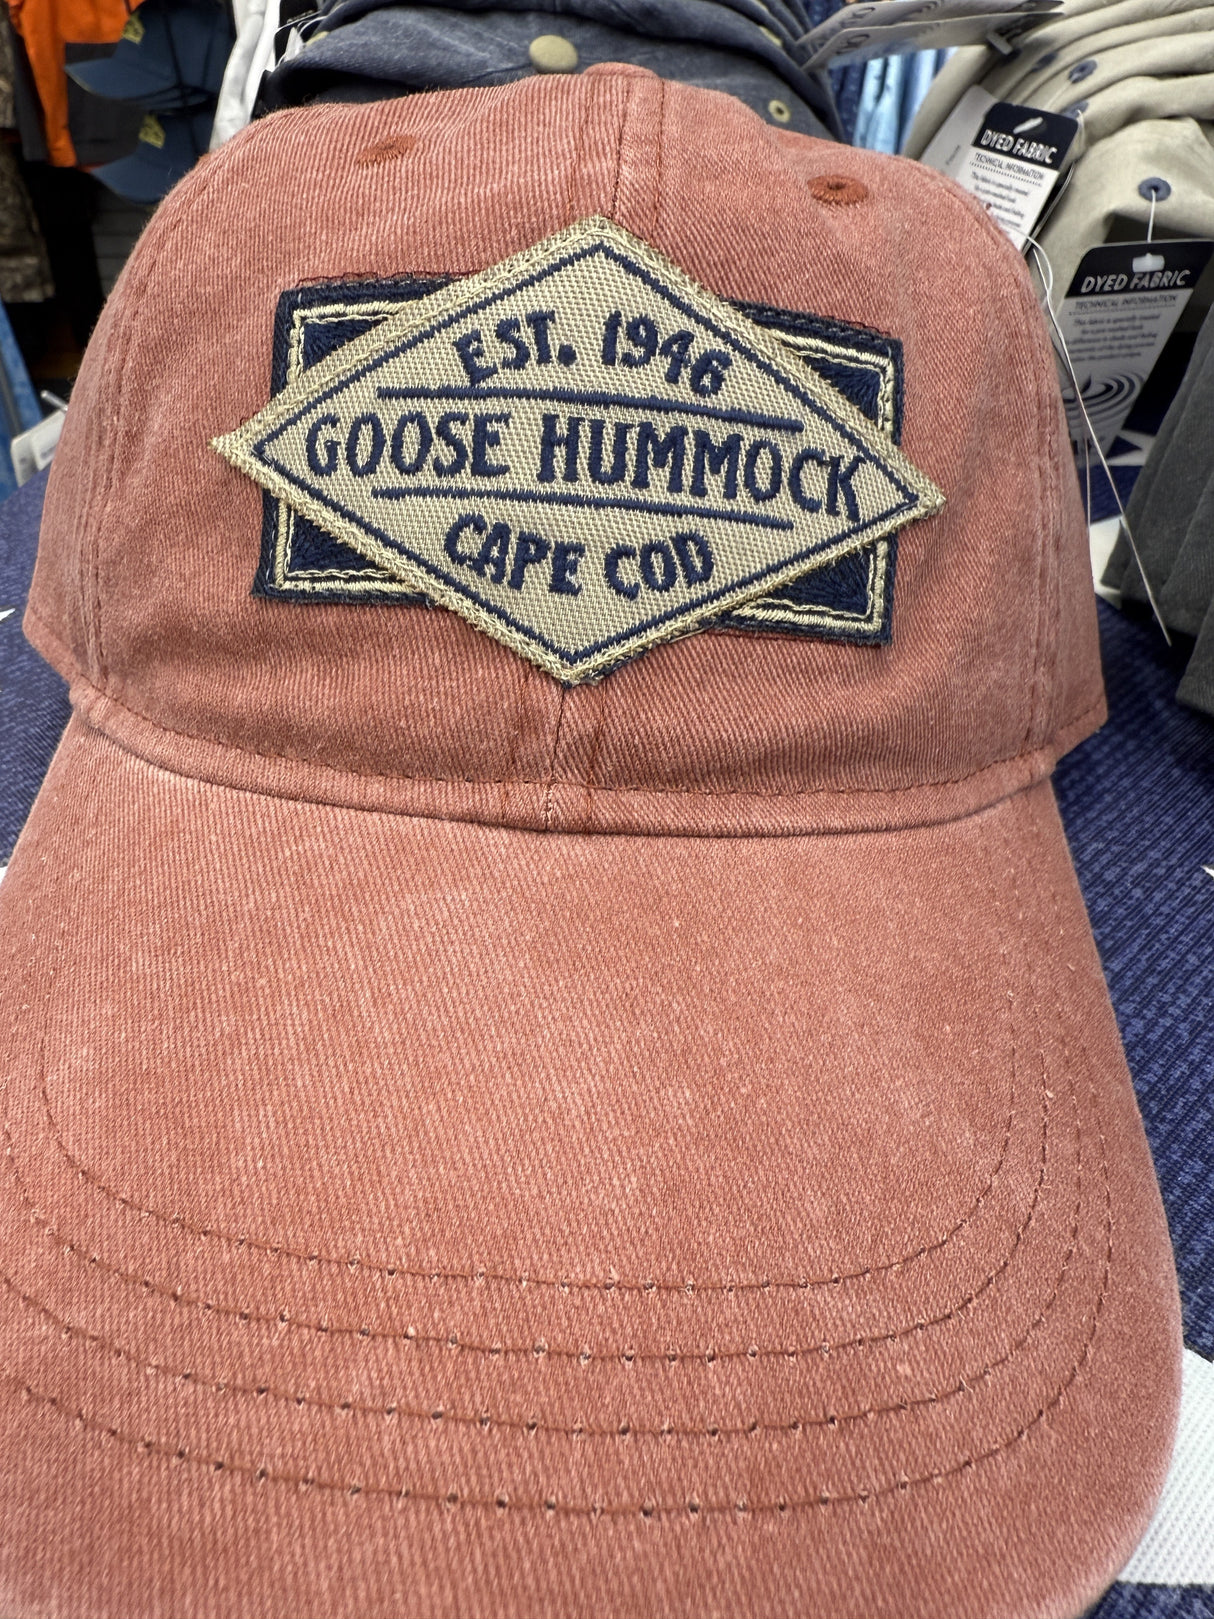 EST. 1946
GOOSE HUMMOCK
CAPE COD
DYED FABRIC
TECHNICAL INFORMATION
DYED FABRIC
TECHNICAL INFORMATION